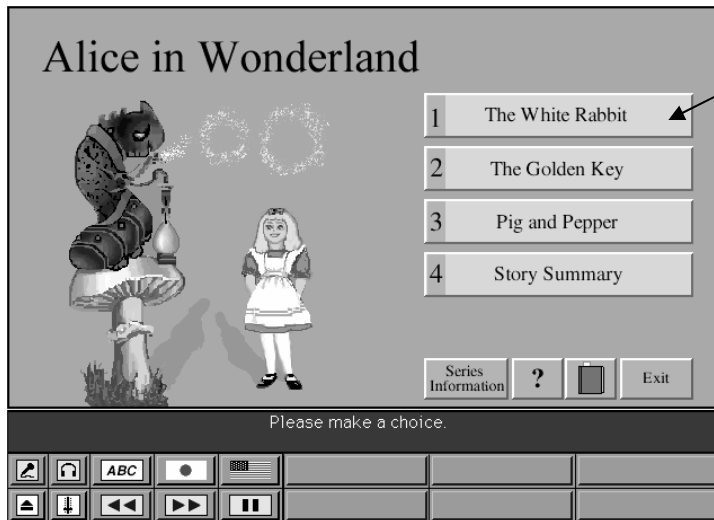 Alice in Wonderland
1 The White Rabbit
2 The Golden Key
3 Pig and Pepper
4 Story Summary
Series
Information
?
Exit
Please make a choice.
ABC